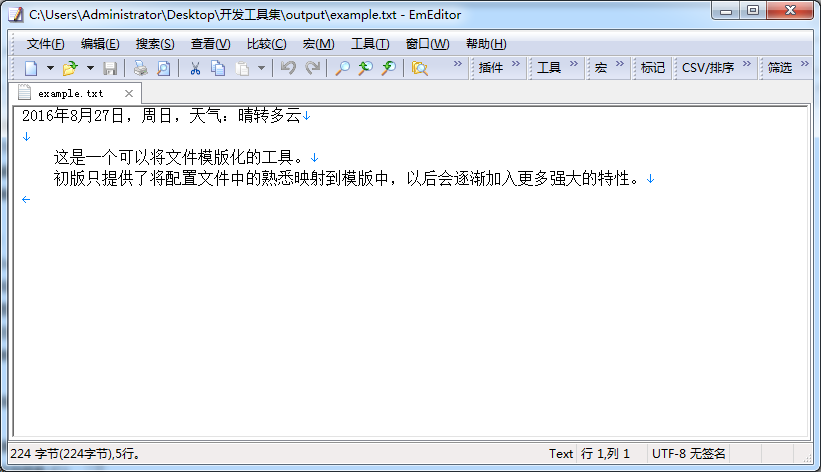 C:\Users\Administrator\Desktop\开发工具集\output\example.txt - EmEditor
文件(F) 编辑(E) 搜索(S) 查看(V) 比较(C) 宏(M) 工具(T) 窗口(W) 帮助(H)
插件 工具 宏 标记 CSV/排序 筛选
example.txt
2016年8月27日，周日，天气：晴转多云
这是一个可以将文件模版化的工具。
初版只提供了将配置文件中的熟悉映射到模版中，以后会逐渐加入更多强大的特性。
224 字节(224字节),5行。 Text 行 1,列 1 UTF-8 无签名